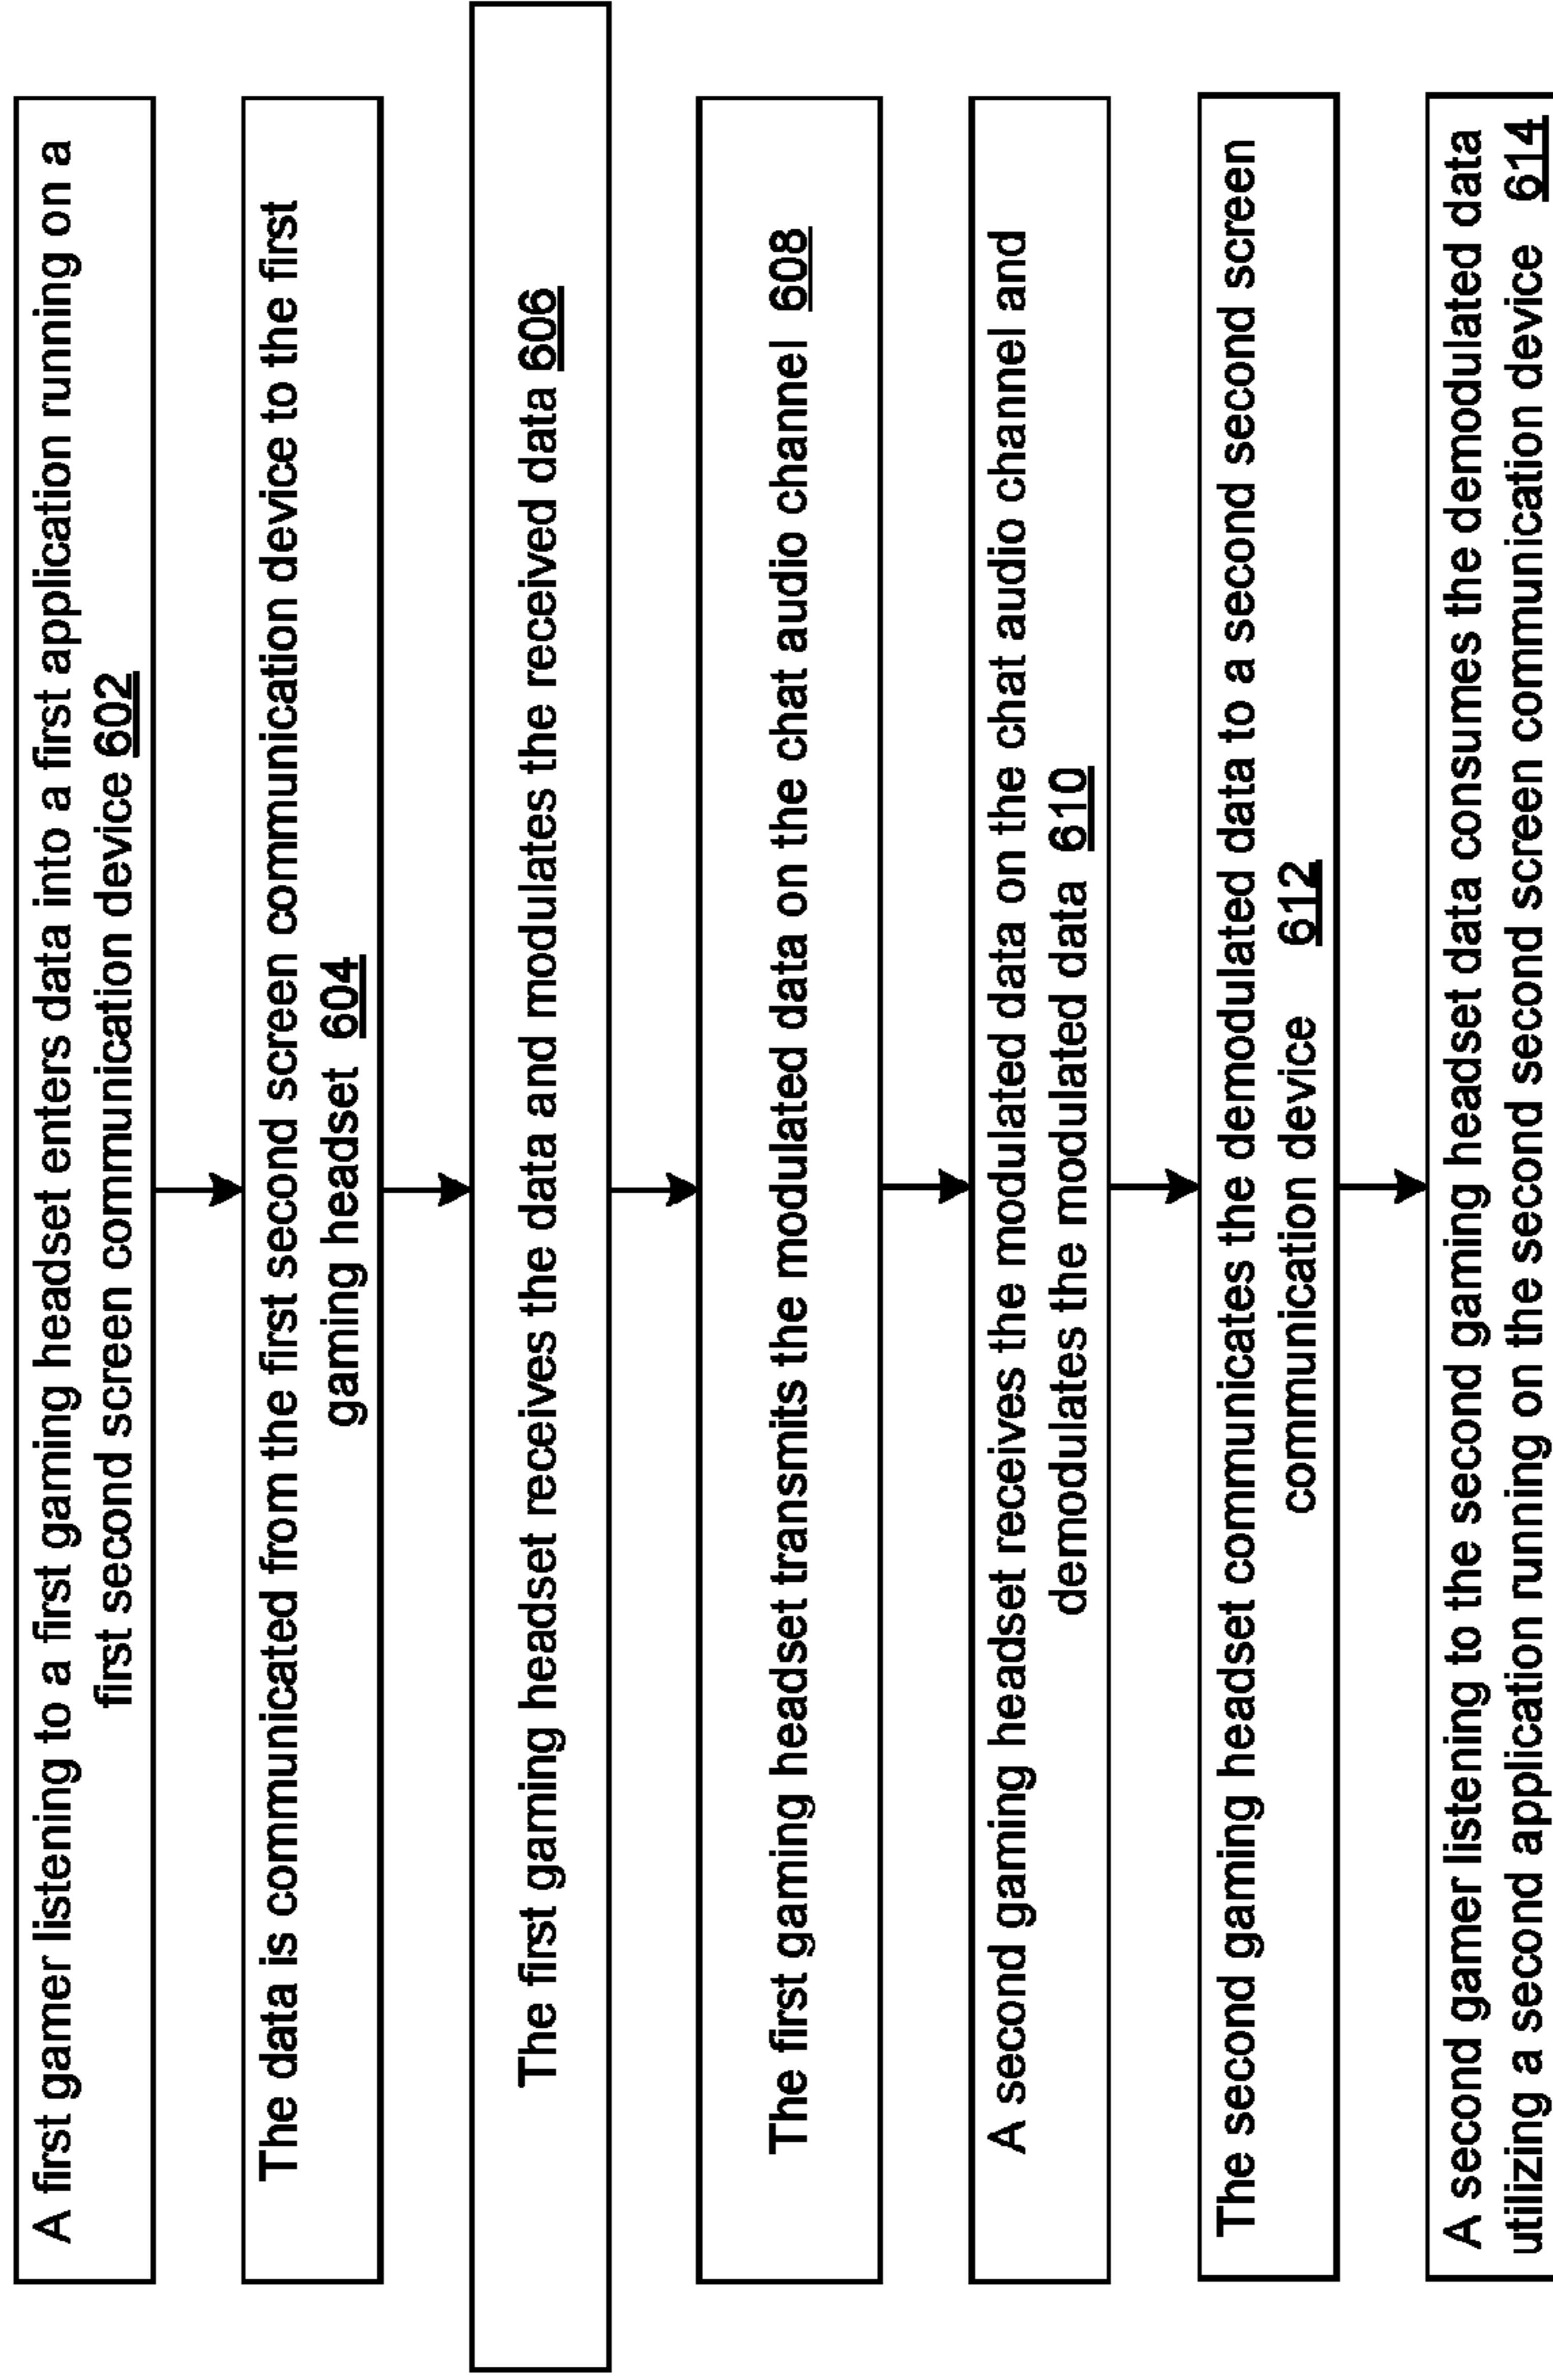 A first gamer listening to a first gaming headset enters data into a first application running on a
first second screen communication device 602
The data is communicated from the first second screen communication device to the first
gaming headset 604
The first gaming headset receives the data and modulates the received data 606
The first gaming headset transmits the modulated data on the chat audio channel 608
A second gaming headset receives the modulated data on the chat audio channel and
demodulates the modulated data 610
The second gaming headset communicates the demodulated data to a second second screen
communication device 612
A second gamer listening to the second gaming headset data consumes the demodulated data
utilizing a second application running on the second second screen communication device 614